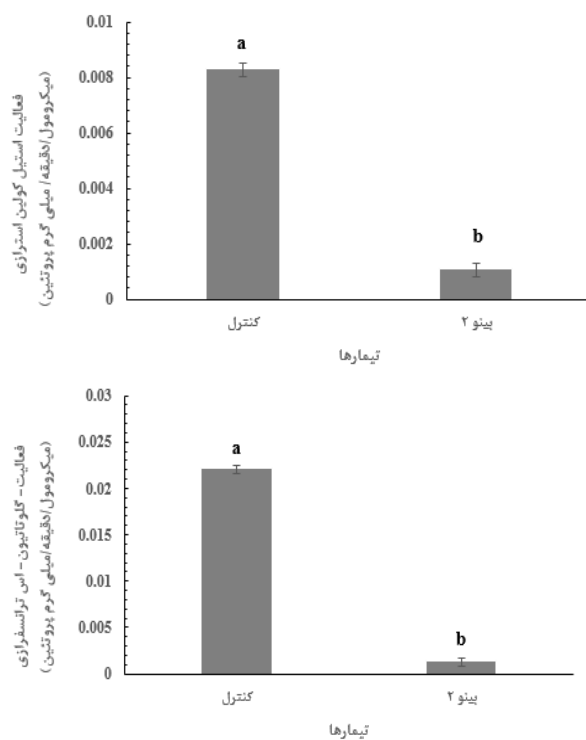 0.01
0.008
0.006
0.004
0.002
0
a
b
فعالیت استیل کولین استرازی
(میکرومول/دقیقه/ میلی گرم پروتئین
)
کنترل
بینو ۲
تیمارها
0.03
0.025
0.02
0.015
0.01
0.005
0
a
b
فعالیت- گلوتاتیون- اس ترانسفرازی
(میکرومول/دقیقه/میلی گرم پروتئین
)
کنترل
بینو ۲
تیمارها